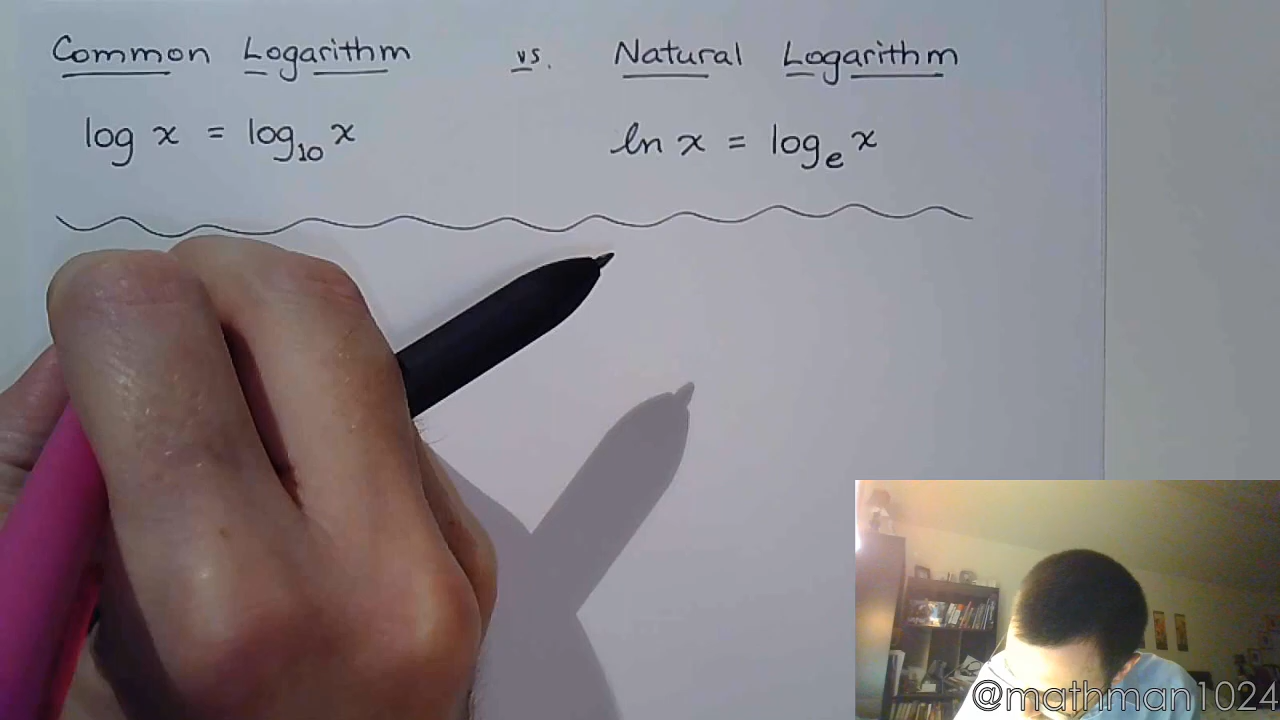 Common Logarithm vs. Natural Logarithm
log x = log₁₀ x ln x = logₑ x
@mathman1024